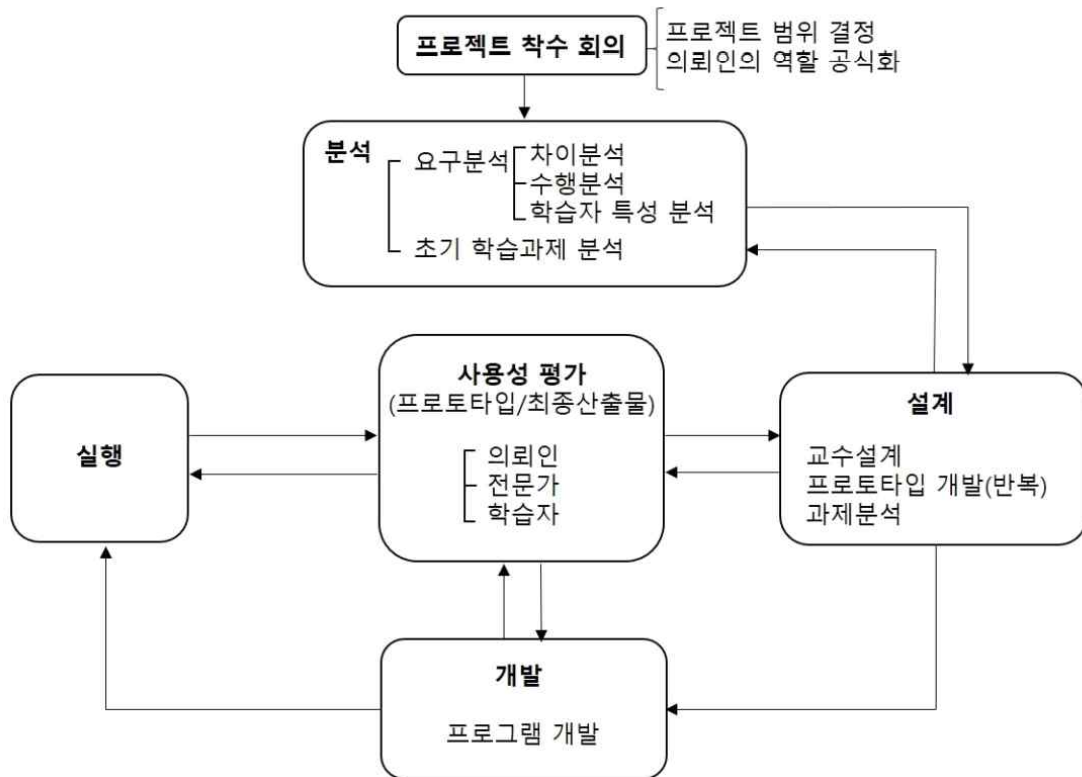 프로젝트 착수 회의
프로젝트 범위 결정
의뢰인의 역할 공식화
분석
요구분석
차이분석
수행분석
학습자 특성 분석
초기 학습과제 분석
사용성 평가
(프로토타입/최종산출물)
의뢰인
전문가
학습자
실행
설계
교수설계
프로토타입 개발(반복)
과제분석
개발
프로그램 개발